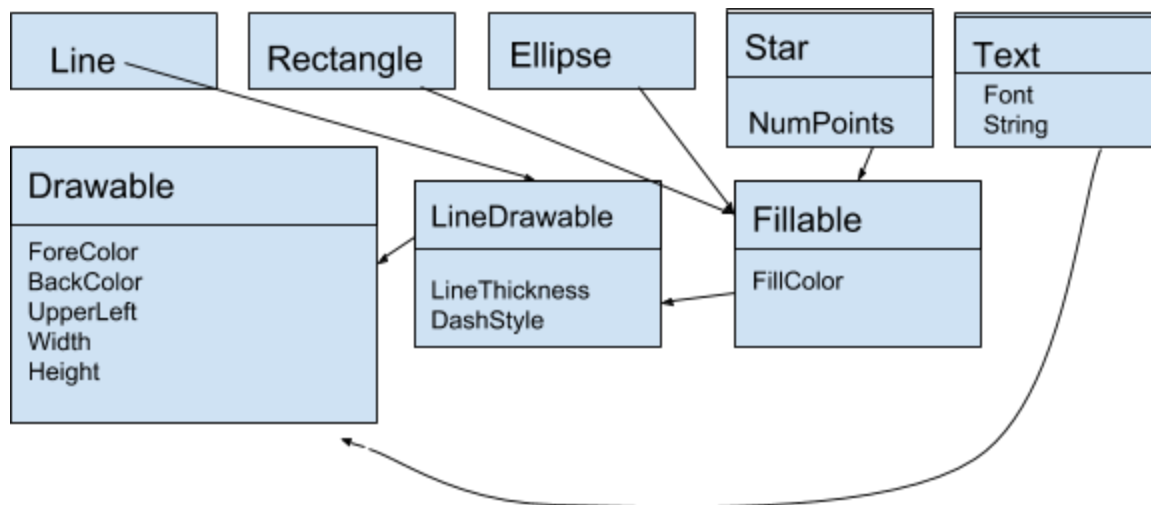 Line
Rectangle
Ellipse
Star
NumPoints
Text
Font
String
Drawable
ForeColor
BackColor
UpperLeft
Width
Height
LineDrawable
LineThickness
DashStyle
Fillable
FillColor